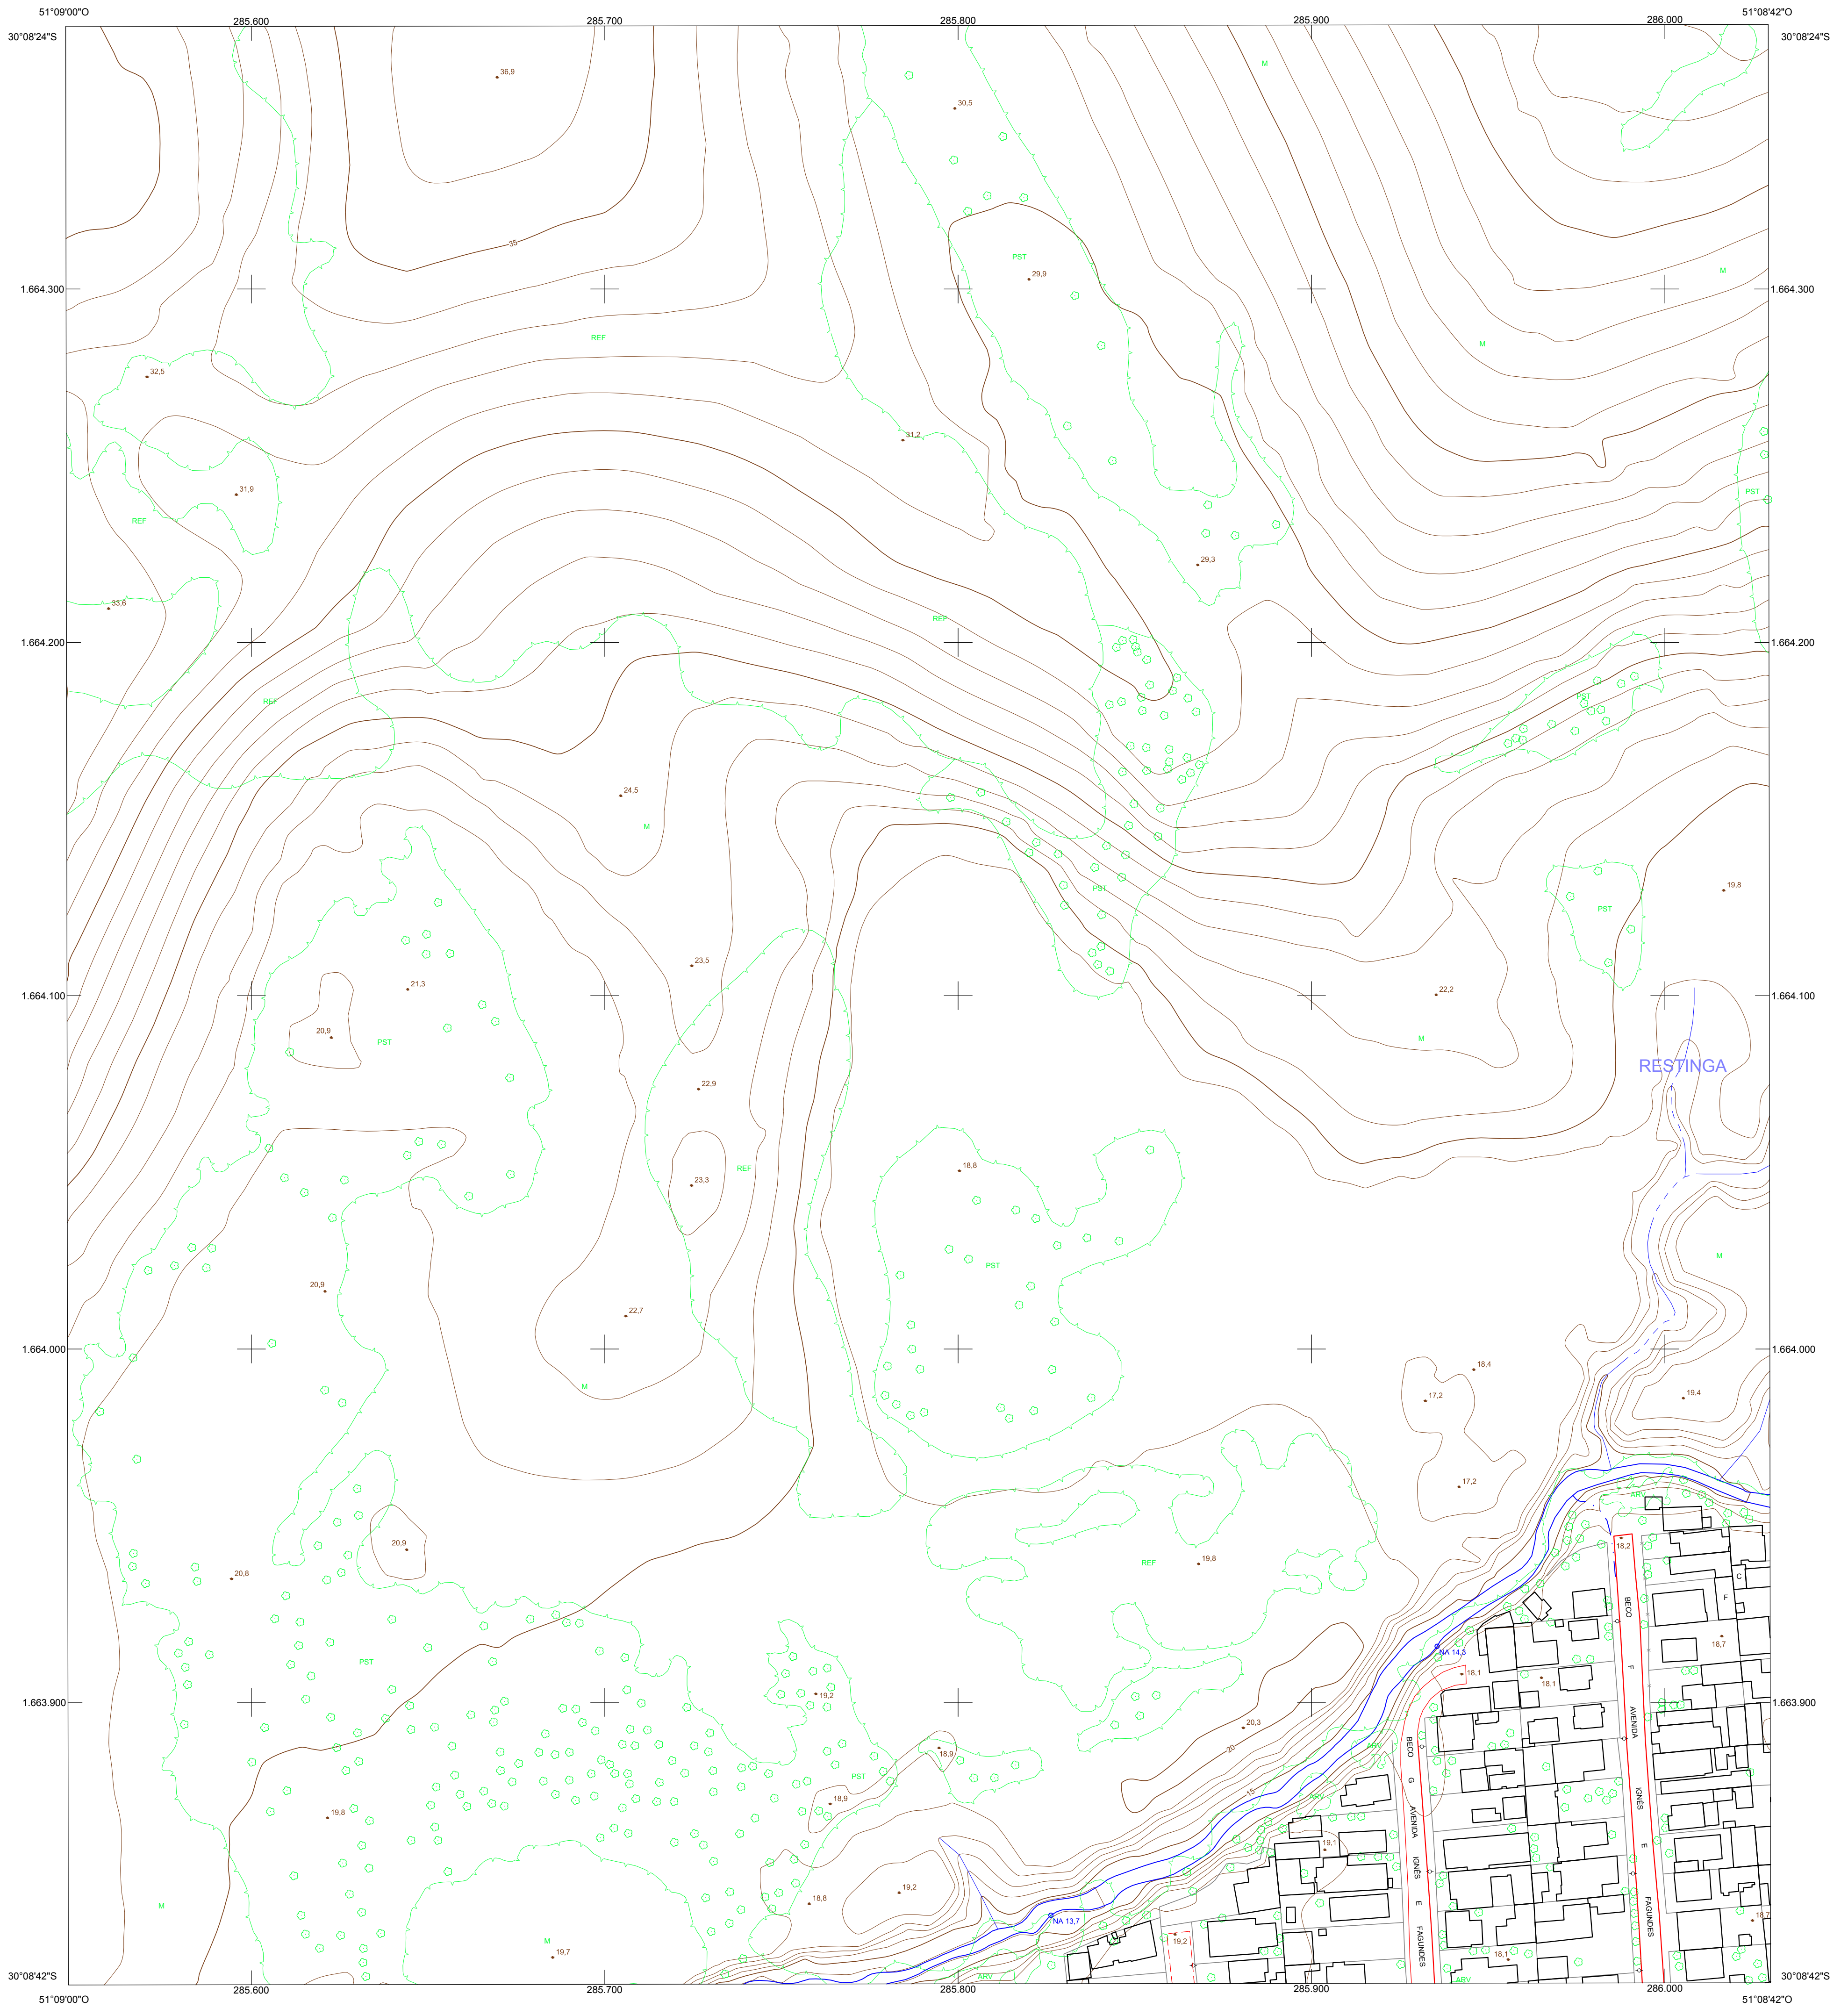 51°09'00"O
285.600
285.700
285.800
285.900
286.000
51°08'42"O
30°08'24"S
30°08'24"S
M
36,9
30,5
35
PST
29,9
M
1.664.300
1.664.300
REF
M
32,5
31,2
31,9
PST
REF
29,3
33,6
REF
1.664.200
1.664.200
REF
PST
24,5
M
PST
19,8
PST
23,5
21,3
22,2
1.664.100
1.664.100
20,9
PST
M
RESTINGA
22,9
REF
18,8
23,3
M
PST
20,9
22,7
1.664.000
1.664.000
18,4
M
17,2
19,4
17,2
ARV
20,9
18,2
REF
19,8
20,8
C
F
BECO F AVENIDA IGNÊS E FAGUNDES
18,7
NA 14,3
PST
18,1
18,1
19,2
1.663.900
1.663.900
20,3
20
18,9
ARV
BECO G AVENIDA IGNÊS E FAGUNDES
PST
15
ARV
18,9
19,8
19,1
19,2
18,8
M
NA 13,7
18,7
19,2
M
19,7
18,1
ARV
ARV
30°08'42"S
30°08'42"S
51°09'00"O
285.600
285.700
285.800
285.900
286.000
51°08'42"O